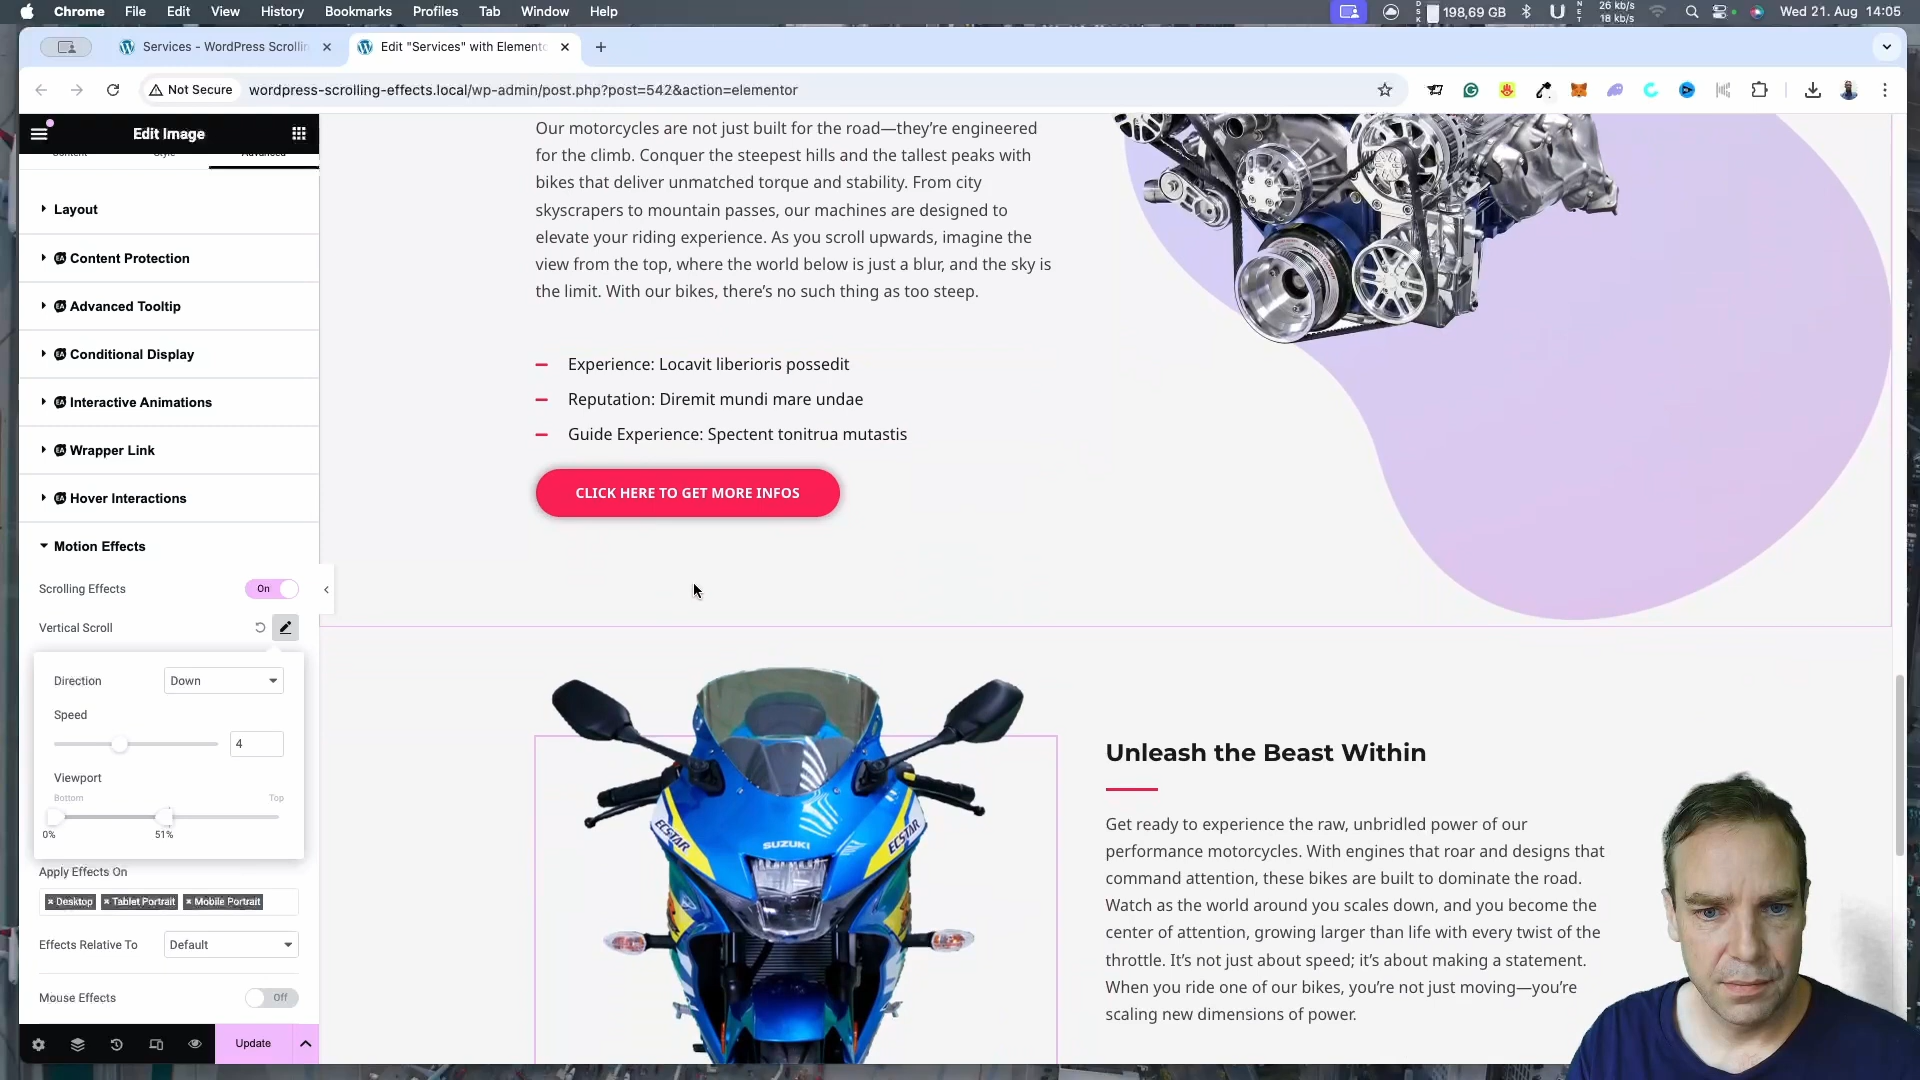 Chrome File Edit View History Bookmarks Profiles Tab Window Help
198,69 GB
26 kb/s
18 kb/s
Wed 21. Aug 14:05
Services - WordPress Scrollin
Edit "Services" with Elemento
Not Secure
wordpress-scrolling-effects.local/wp-admin/post.php?post=542&action=elementor
Edit Image
Content Style Advanced
Layout
Content Protection
Advanced Tooltip
Conditional Display
Interactive Animations
Wrapper Link
Hover Interactions
Motion Effects
Scrolling Effects On
Vertical Scroll
Direction Down
Speed
4
Viewport
Bottom Top
0% 51%
Apply Effects On
× Desktop × Tablet Portrait × Mobile Portrait
Effects Relative To Default
Mouse Effects Off
Update
Our motorcycles are not just built for the road—they’re engineered
for the climb. Conquer the steepest hills and the tallest peaks with
bikes that deliver unmatched torque and stability. From city
skyscrapers to mountain passes, our machines are designed to
elevate your riding experience. As you scroll upwards, imagine the
view from the top, where the world below is just a blur, and the sky is
the limit. With our bikes, there’s no such thing as too steep.
Experience: Locavit liberioris possedit
Reputation: Diremit mundi mare undae
Guide Experience: Spectent tonitrua mutastis
CLICK HERE TO GET MORE INFOS
ECSTAR
SUZUKI
ECSTAR
Unleash the Beast Within
Get ready to experience the raw, unbridled power of our
performance motorcycles. With engines that roar and designs that
command attention, these bikes are built to dominate the road.
Watch as the world around you scales down, and you become the
center of attention, growing larger than life with every twist of the
throttle. It’s not just about speed; it’s about making a statement.
When you ride one of our bikes, you’re not just moving—you’re
scaling new dimensions of power.